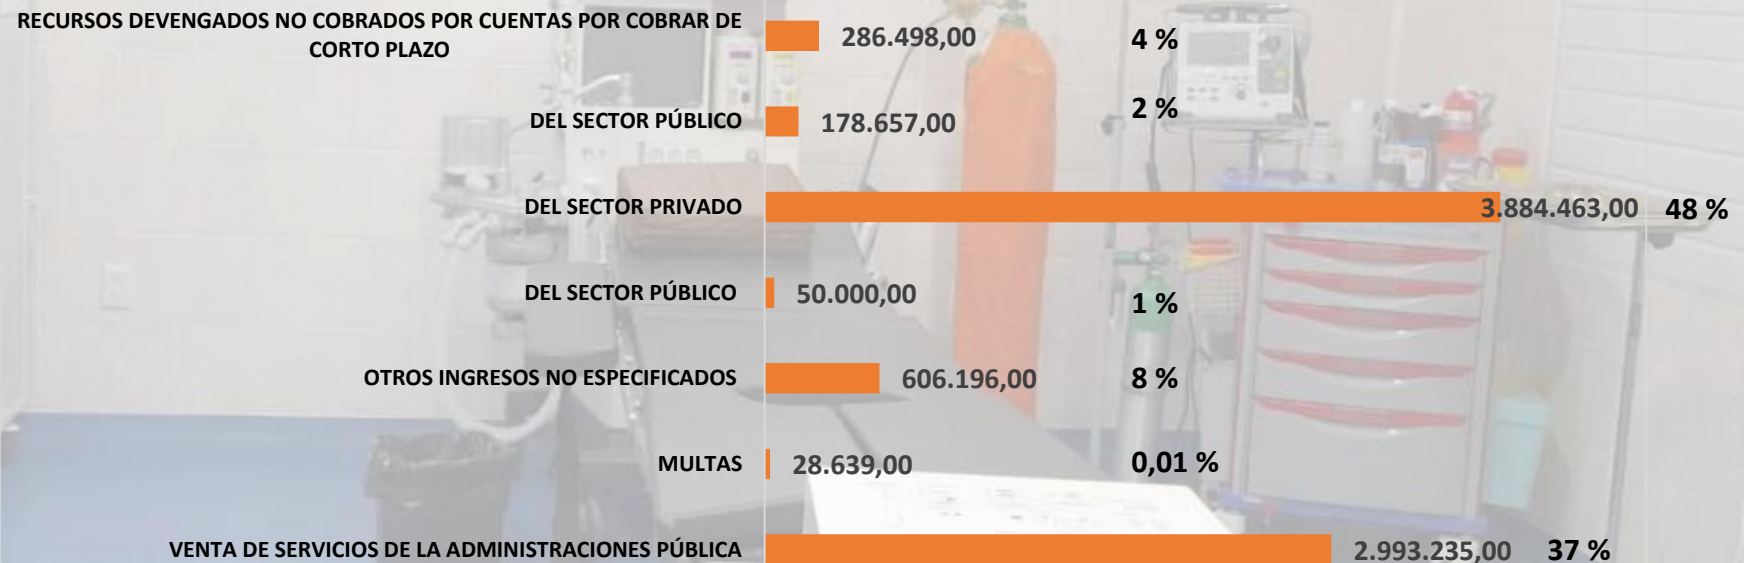 RECURSOS DEVENGADOS NO COBRADOS POR CUENTAS POR COBRAR DE
CORTO PLAZO
286.498,00 4 %
DEL SECTOR PÚBLICO 178.657,00 2 %
DEL SECTOR PRIVADO 3.884.463,00 48 %
DEL SECTOR PÚBLICO 50.000,00 1 %
OTROS INGRESOS NO ESPECIFICADOS 606.196,00 8 %
MULTAS 28.639,00 0,01 %
VENTA DE SERVICIOS DE LA ADMINISTRACIONES PÚBLICA 2.993.235,00 37 %